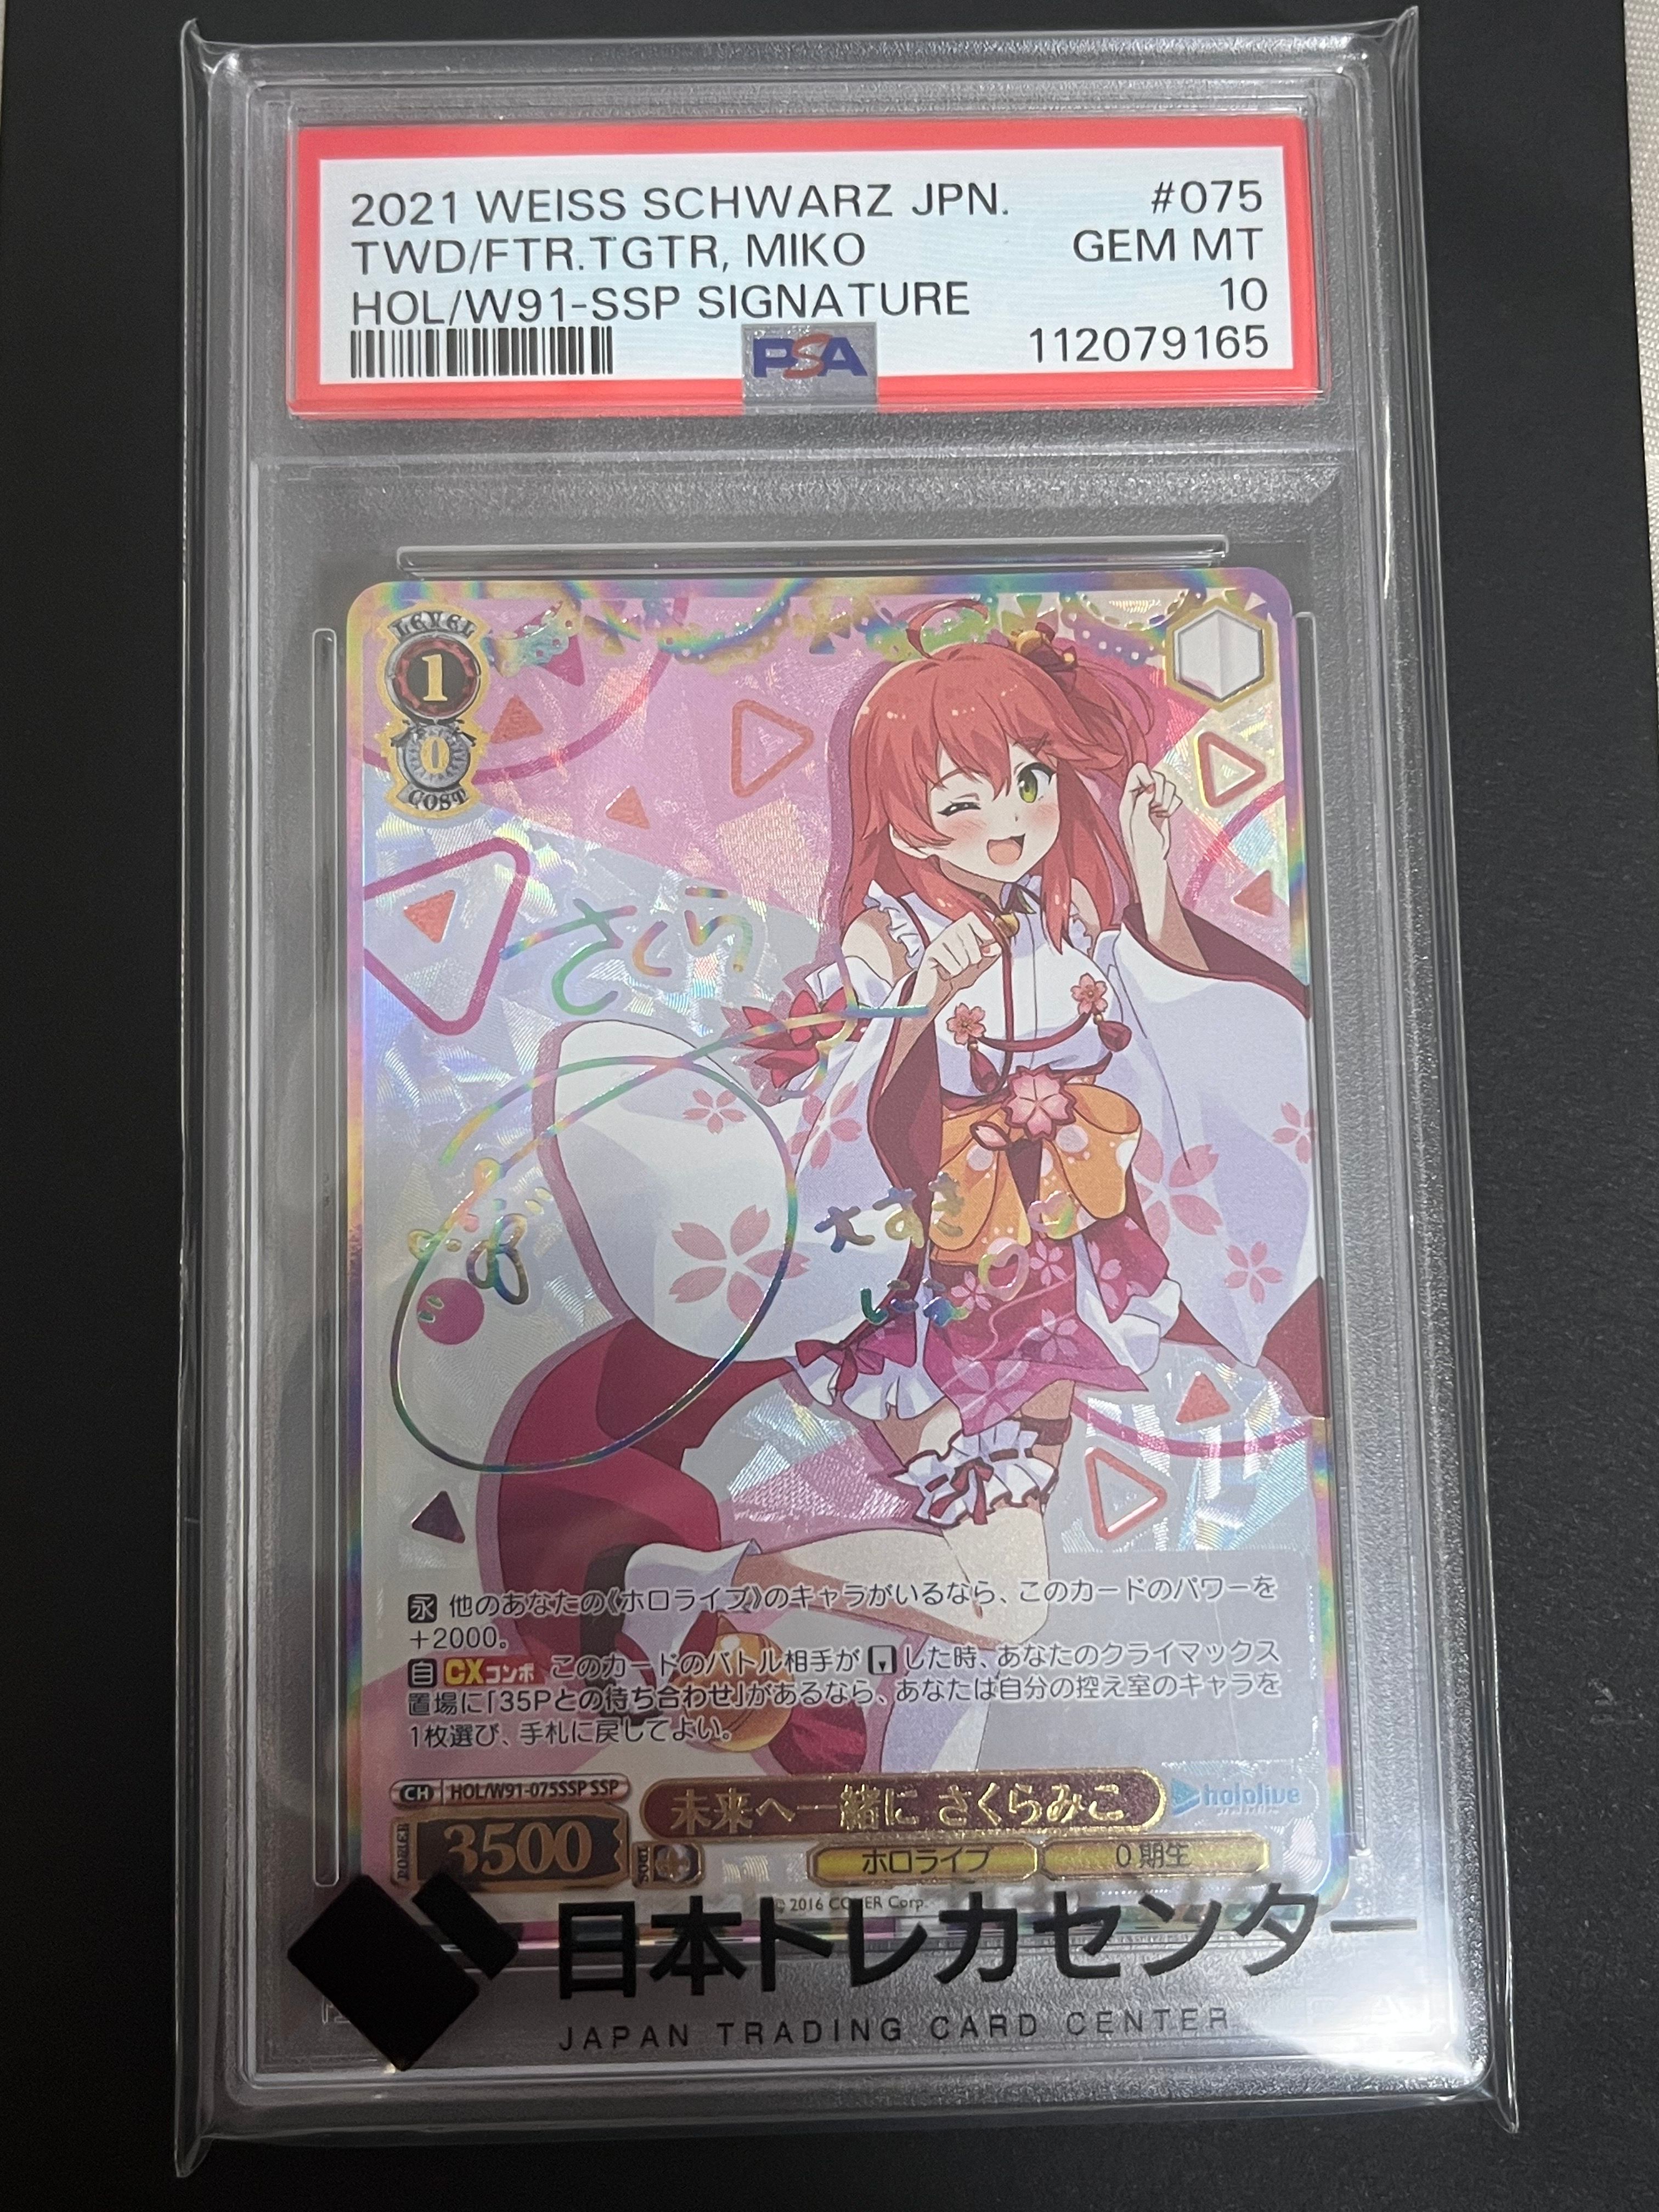 2021 WEISS SCHWARZ JPN. #075
TWD/FTR.TGTR, MIKO GEM MT
HOL/W91-SSP SIGNATURE 10
PSA 112079165
LEVEL
1
0
COST
さくら
大すき
にぇ
永 他のあなたの《ホロライブ》のキャラがいるなら、このカードのパワーを
+2000。
自 CXコンボ このカードのバトル相手が した時、あなたのクライマックス
置場に「35Pとの待ち合わせ」があるなら、あなたは自分の控え室のキャラを
1枚選び、手札に戻してよい。
CH HOL/W91-075SSP SSP 未来へ一緒に さくらみこ hololive
POWER 3500 SOUL ホロライブ 0期生
© 2016 COVER Corp.
日本トレカセンター
JAPAN TRADING CARD CENTER